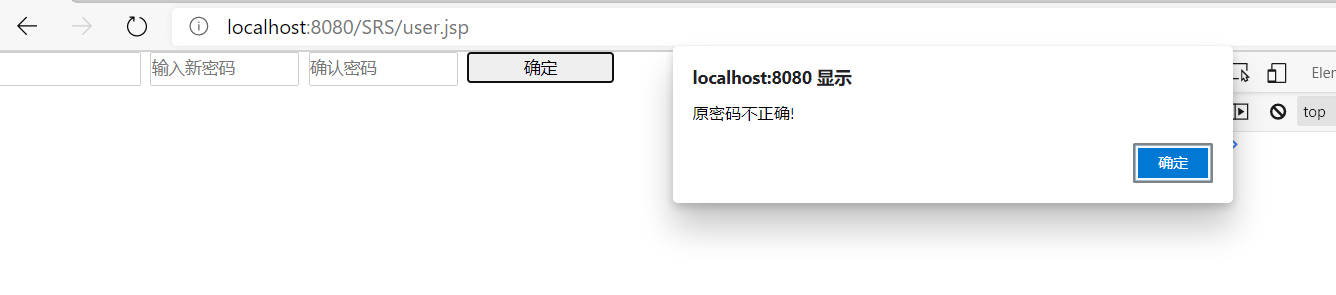 localhost:8080/SRS/user.jsp
输入新密码 确认密码 确定
localhost:8080 显示
原密码不正确!
确定
Eler
top